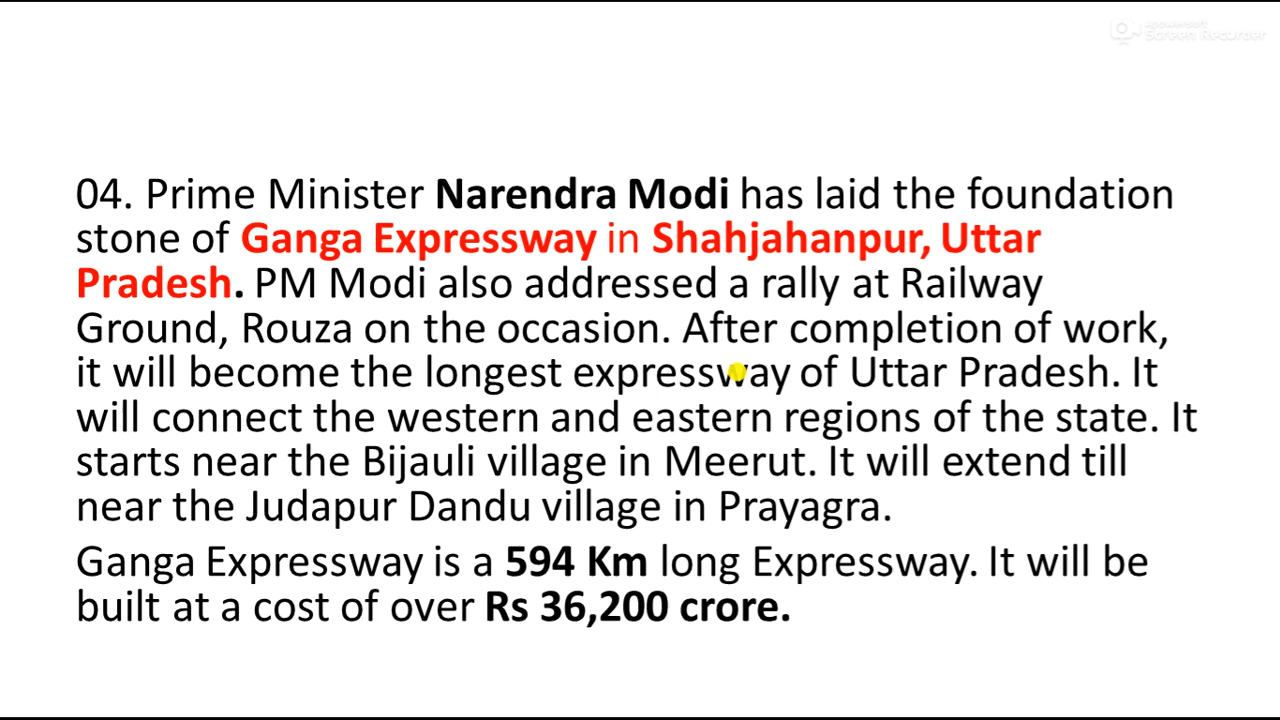 Apowersoft
Screen Recorder
04. Prime Minister Narendra Modi has laid the foundation
stone of Ganga Expressway in Shahjahanpur, Uttar
Pradesh. PM Modi also addressed a rally at Railway
Ground, Rouza on the occasion. After completion of work,
it will become the longest expressway of Uttar Pradesh. It
will connect the western and eastern regions of the state. It
starts near the Bijauli village in Meerut. It will extend till
near the Judapur Dandu village in Prayagra.
Ganga Expressway is a 594 Km long Expressway. It will be
built at a cost of over Rs 36,200 crore.